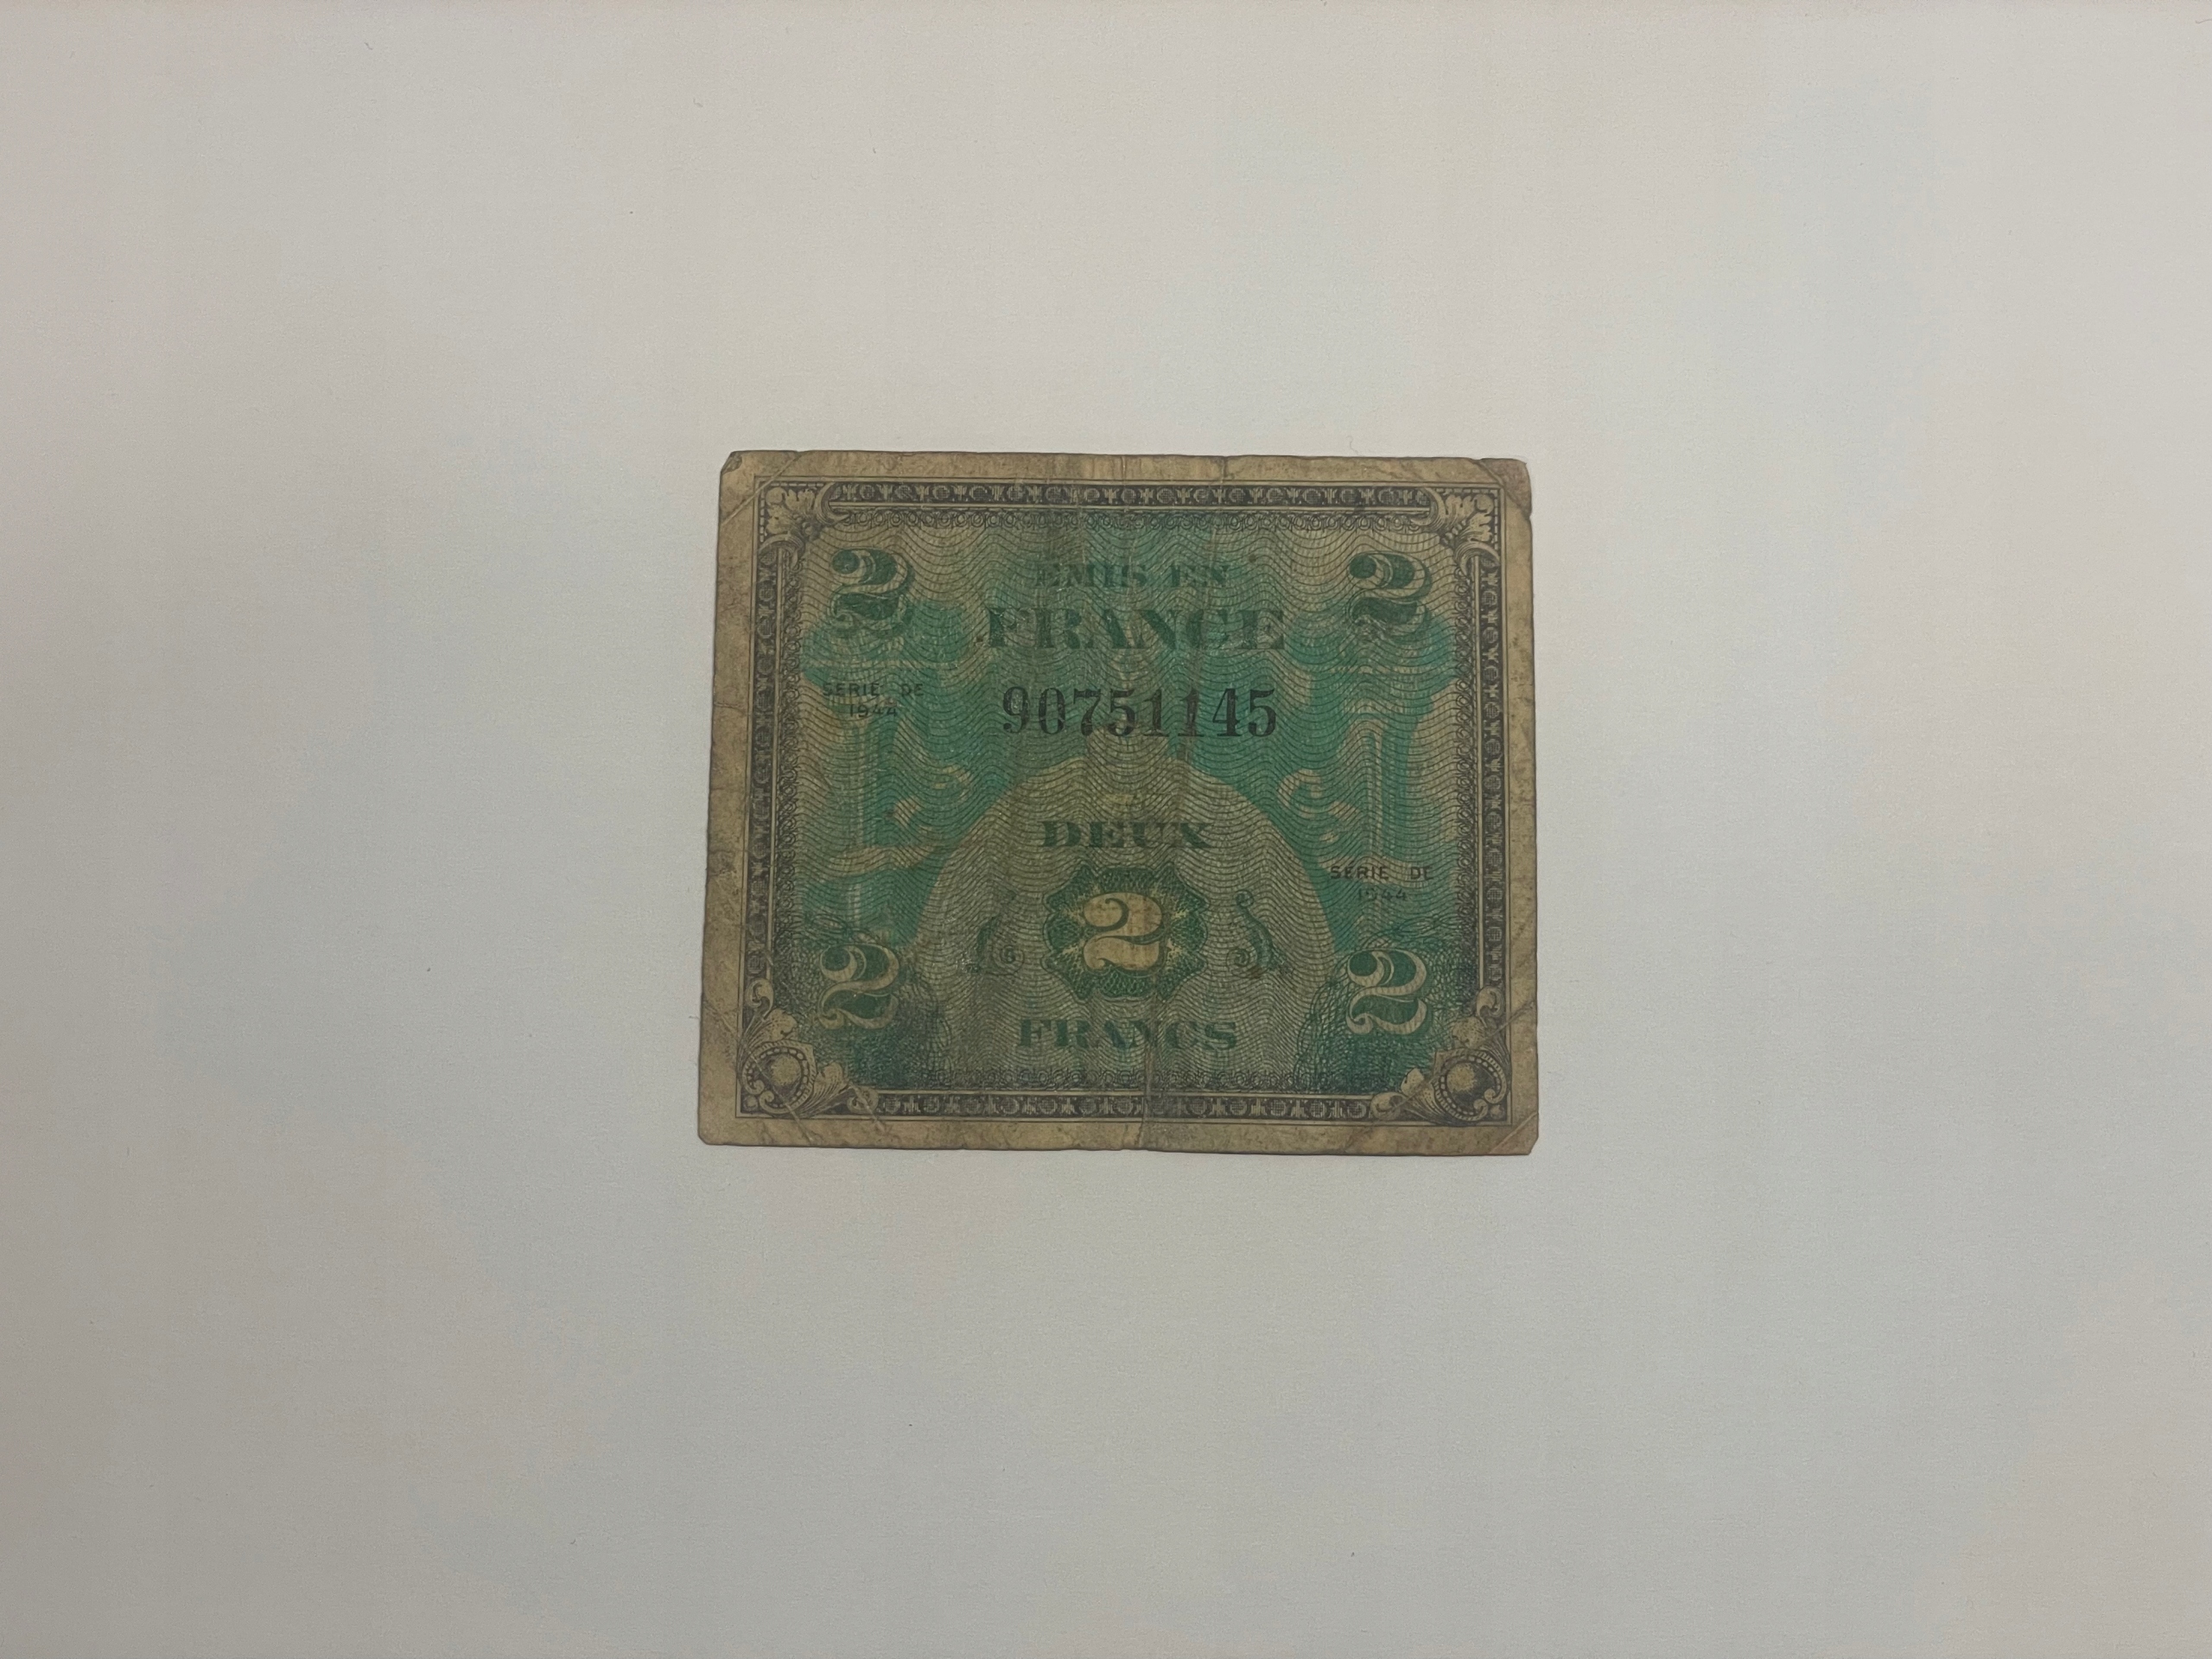 2 2
EMIS EN
FRANCE
SERIE DE
1944
90751145
DEUX
SERIE DE
1944
2
2 2
FRANCS